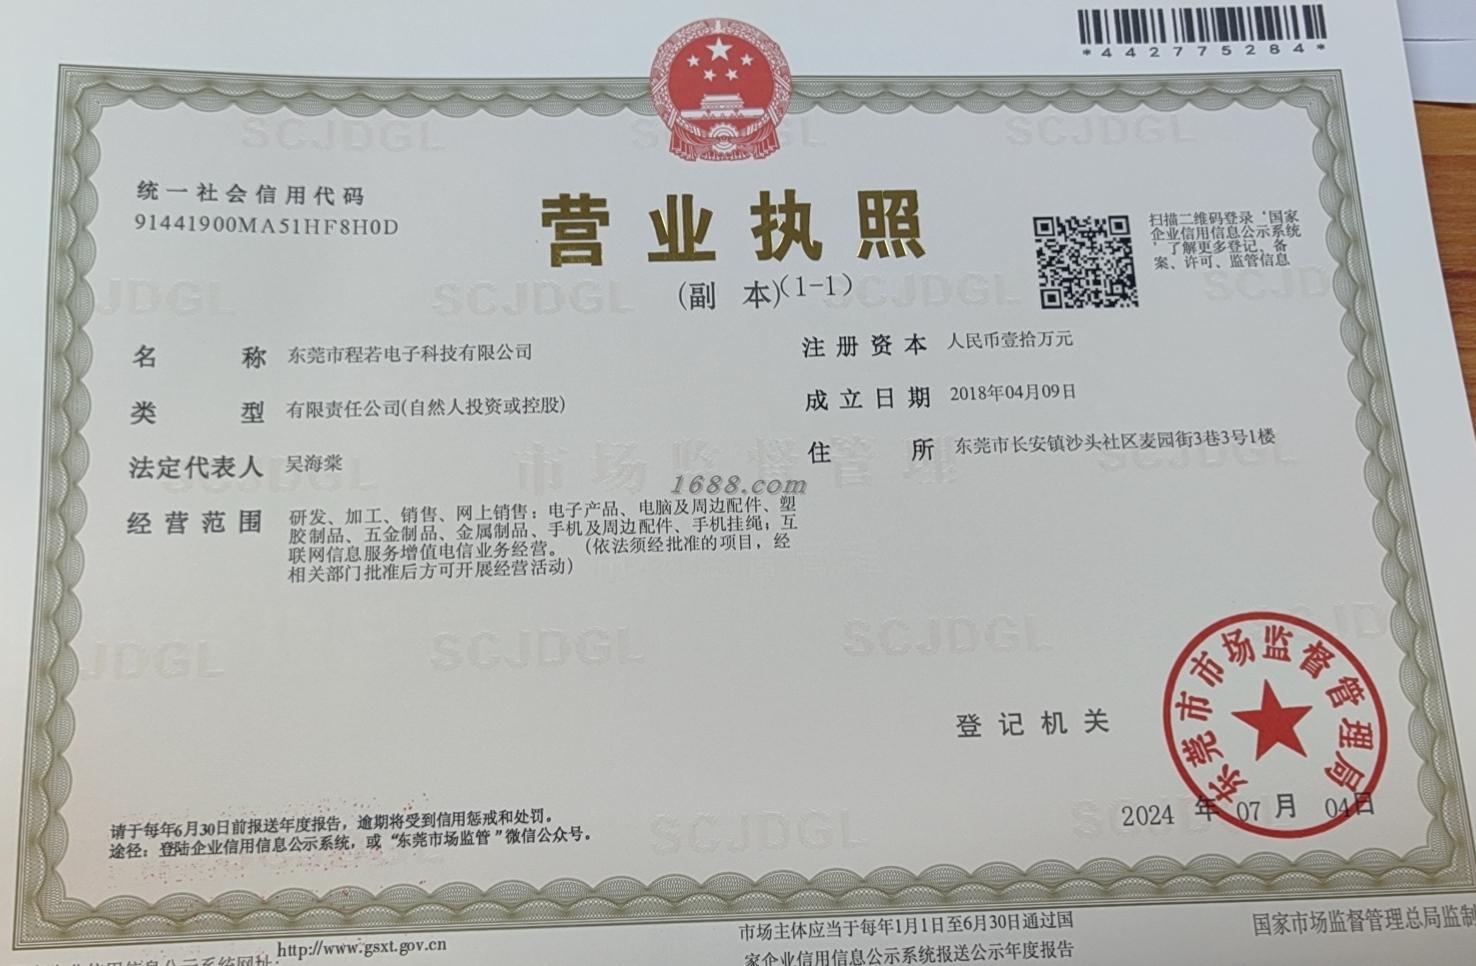 *442775284*
统一社会信用代码
91441900MA51HF8H0D
营业执照
(副 本)(1-1)
扫描二维码登录‘国家
企业信用信息公示系统
’了解更多登记、备
案、许可、监管信息
名 称 东莞市程若电子科技有限公司
类 型 有限责任公司(自然人投资或控股)
法定代表人 吴海棠
经营范围 研发、加工、销售、网上销售：电子产品、电脑及周边配件、塑
胶制品、五金制品、金属制品、手机及周边配件、手机挂绳；互
联网信息服务增值电信业务经营。（依法须经批准的项目，经
相关部门批准后方可开展经营活动）
注册资本 人民币壹拾万元
成立日期 2018年04月09日
住 所 东莞市长安镇沙头社区麦园街3巷3号1楼
1688.com
市场监督管理
SCJDGL
登记机关
东莞市市场监督管理局
2024 年 07 月 04日
请于每年6月30日前报送年度报告，逾期将受到信用惩戒和处罚。
途径：登陆企业信用信息公示系统，或“东莞市场监管”微信公众号。
http://www.gsxt.gov.cn
市场主体应当于每年1月1日至6月30日通过国
家企业信用信息公示系统报送公示年度报告
国家市场监督管理总局监制